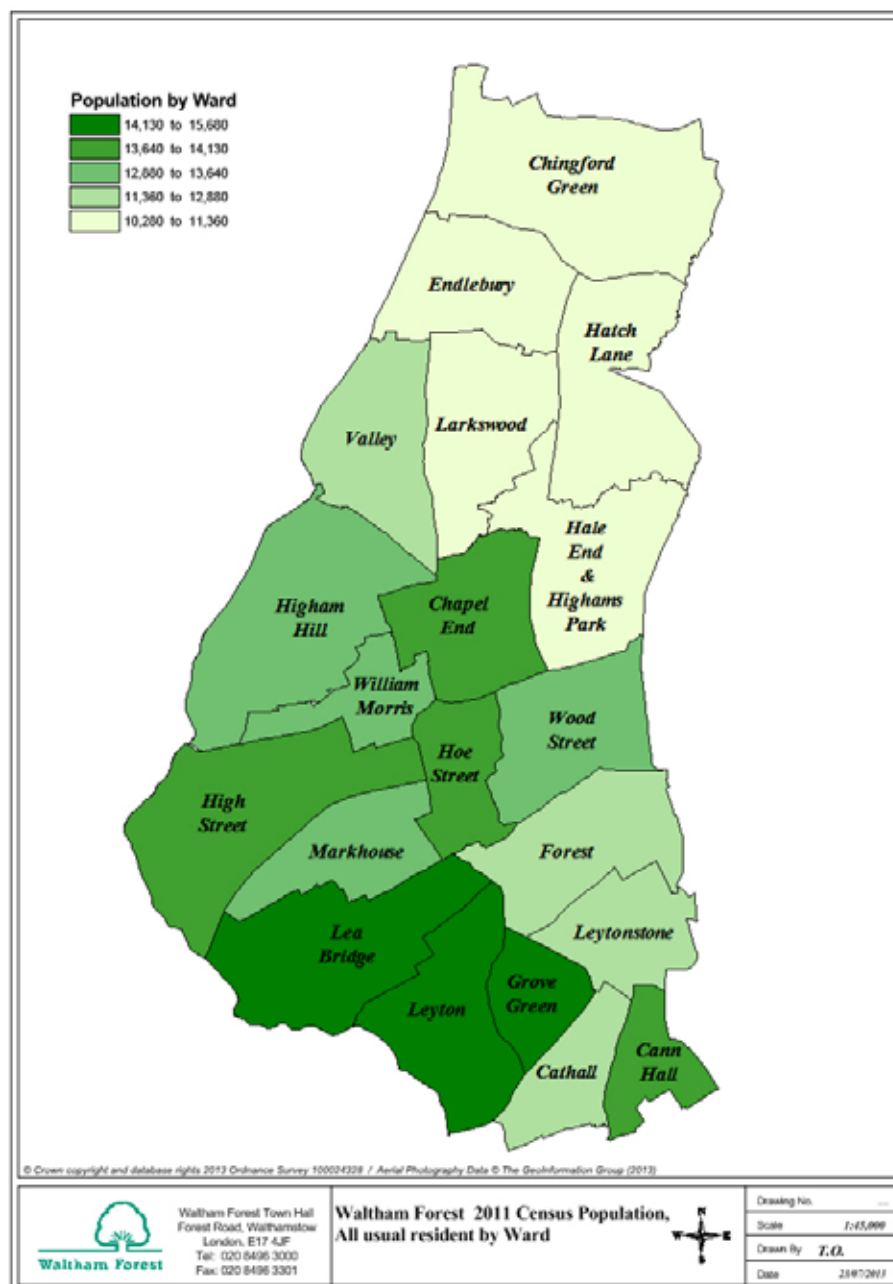 Population by Ward
14,130 to 15,680
13,640 to 14,130
12,880 to 13,640
11,360 to 12,880
10,280 to 11,360
Chingford
Green
Endlebury
Hatch
Lane
Larkswood
Valley
Hale
End
&
Highams
Park
Higham
Hill
Chapel
End
William
Morris
Wood
Street
Hoe
Street
High
Street
Markhouse
Forest
Leytonstone
Lea
Bridge
Grove
Green
Leyton
Cathall
Cann
Hall
© Crown copyright and database rights 2013 Ordnance Survey 100024328 / Aerial Photography Data © The GeoInformation Group (2013)
Waltham Forest
Waltham Forest Town Hall
Forest Road, Walthamstow
London, E17 4JF
Tel: 020 8496 3000
Fax: 020 8496 3301
Waltham Forest 2011 Census Population,
All usual resident by Ward
N
W E
S
Drawing No. ...
Scale 1:45,000
Drawn By T.O.
Date 23/07/2013